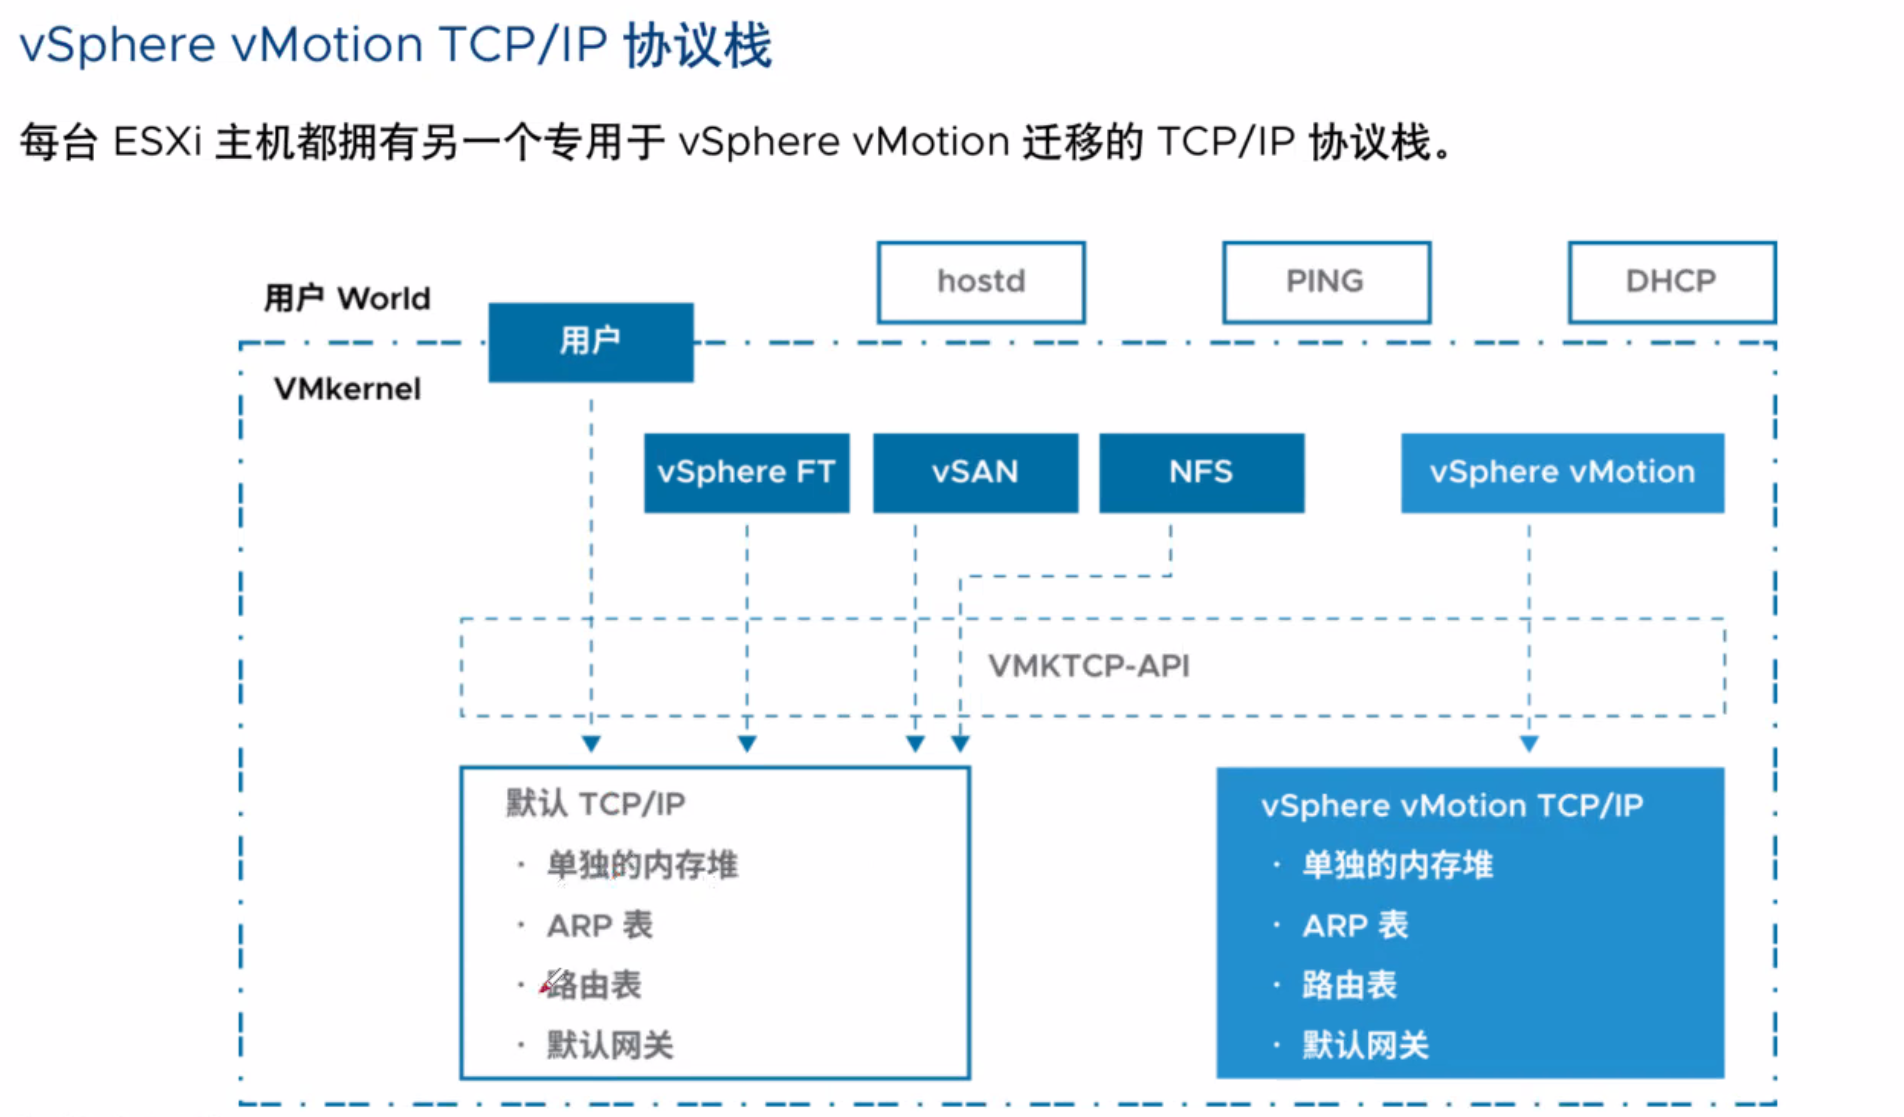 vSphere vMotion TCP/IP 协议栈
每台 ESXi 主机都拥有另一个专用于 vSphere vMotion 迁移的 TCP/IP 协议栈。
hostd
PING
DHCP
用户 World
用户
VMkernel
vSphere FT
vSAN
NFS
vSphere vMotion
VMKTCP-API
默认 TCP/IP
· 单独的内存堆
· ARP 表
· 路由表
· 默认网关
vSphere vMotion TCP/IP
· 单独的内存堆
· ARP 表
· 路由表
· 默认网关